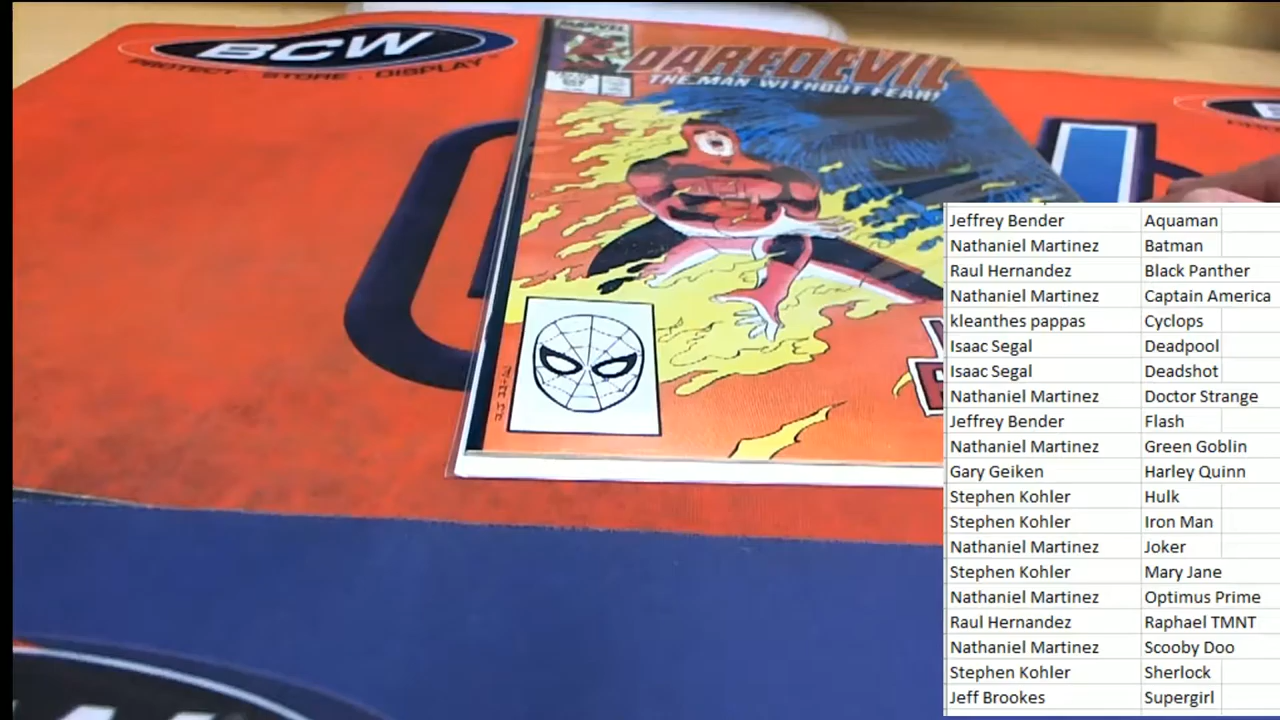 BCW
PROTECT · STORE · DISPLAY
MARVEL
DAREDEVIL
THE MAN WITHOUT FEAR!
Jeffrey Bender Aquaman
Nathaniel Martinez Batman
Raul Hernandez Black Panther
Nathaniel Martinez Captain America
kleanthes pappas Cyclops
Isaac Segal Deadpool
Isaac Segal Deadshot
Nathaniel Martinez Doctor Strange
Jeffrey Bender Flash
Nathaniel Martinez Green Goblin
Gary Geiken Harley Quinn
Stephen Kohler Hulk
Stephen Kohler Iron Man
Nathaniel Martinez Joker
Stephen Kohler Mary Jane
Nathaniel Martinez Optimus Prime
Raul Hernandez Raphael TMNT
Nathaniel Martinez Scooby Doo
Stephen Kohler Sherlock
Jeff Brookes Supergirl